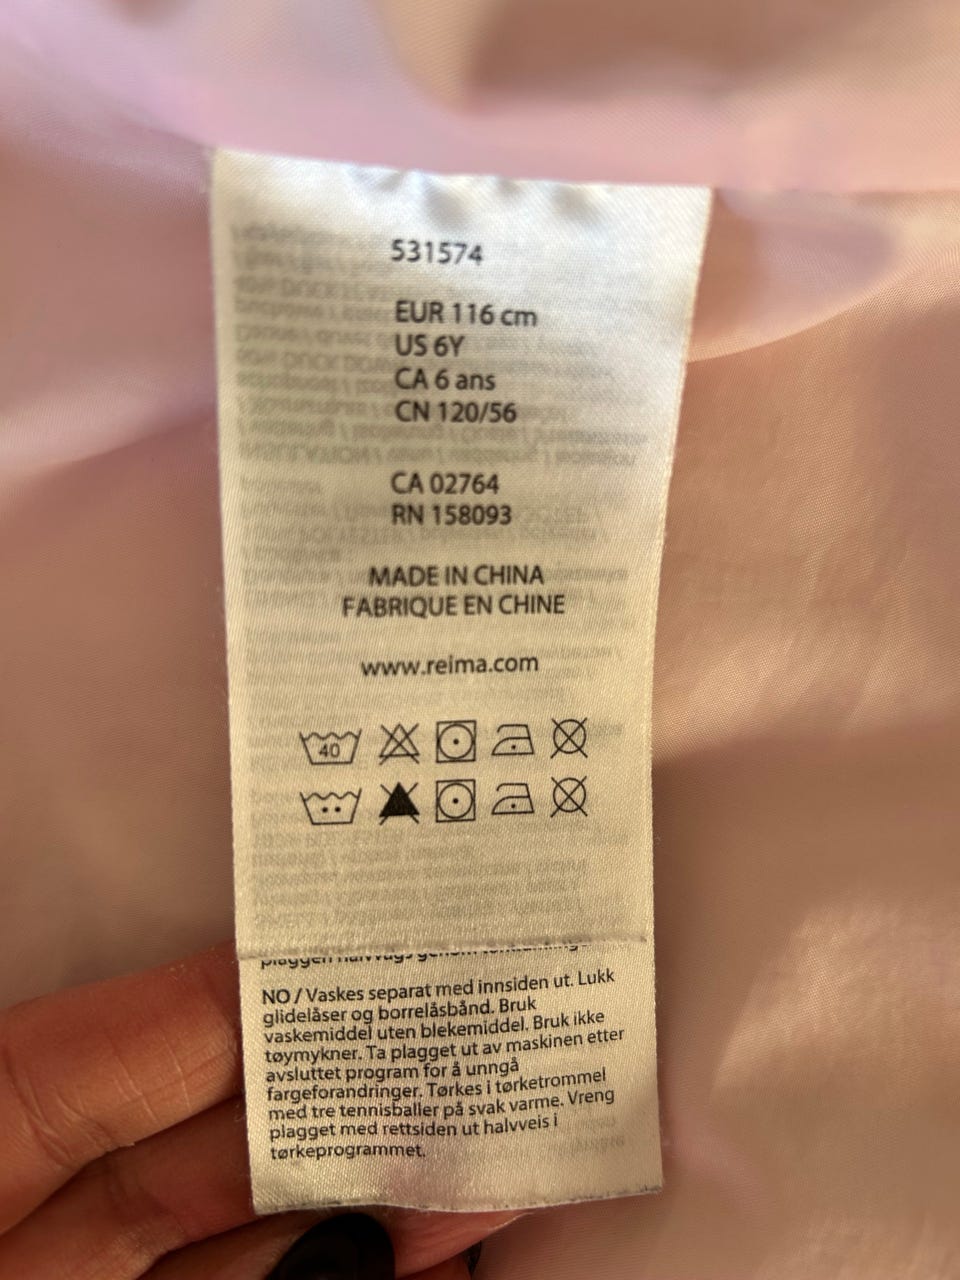 531574
EUR 116 cm
US 6Y
CA 6 ans
CN 120/56
CA 02764
RN 158093
MADE IN CHINA
FABRIQUE EN CHINE
www.reima.com
40
NO / Vaskes separat med innsiden ut. Lukk
glidelåser og borrelåsbånd. Bruk
vaskemiddel uten blekemiddel. Bruk ikke
tøymykner. Ta plagget ut av maskinen etter
avsluttet program for å unngå
fargeforandringer. Tørkes i tørketrommel
med tre tennisballer på svak varme. Vreng
plagget med rettsiden ut halvveis i
tørkeprogrammet.